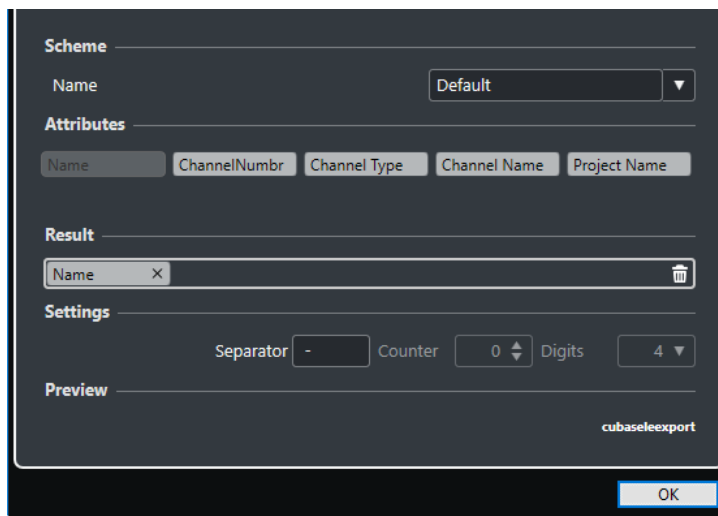 Scheme
Name Default
Attributes
Name ChannelNumbr Channel Type Channel Name Project Name
Result
Name
Settings
Separator - Counter 0 Digits 4
Preview
cubaseleexport
OK